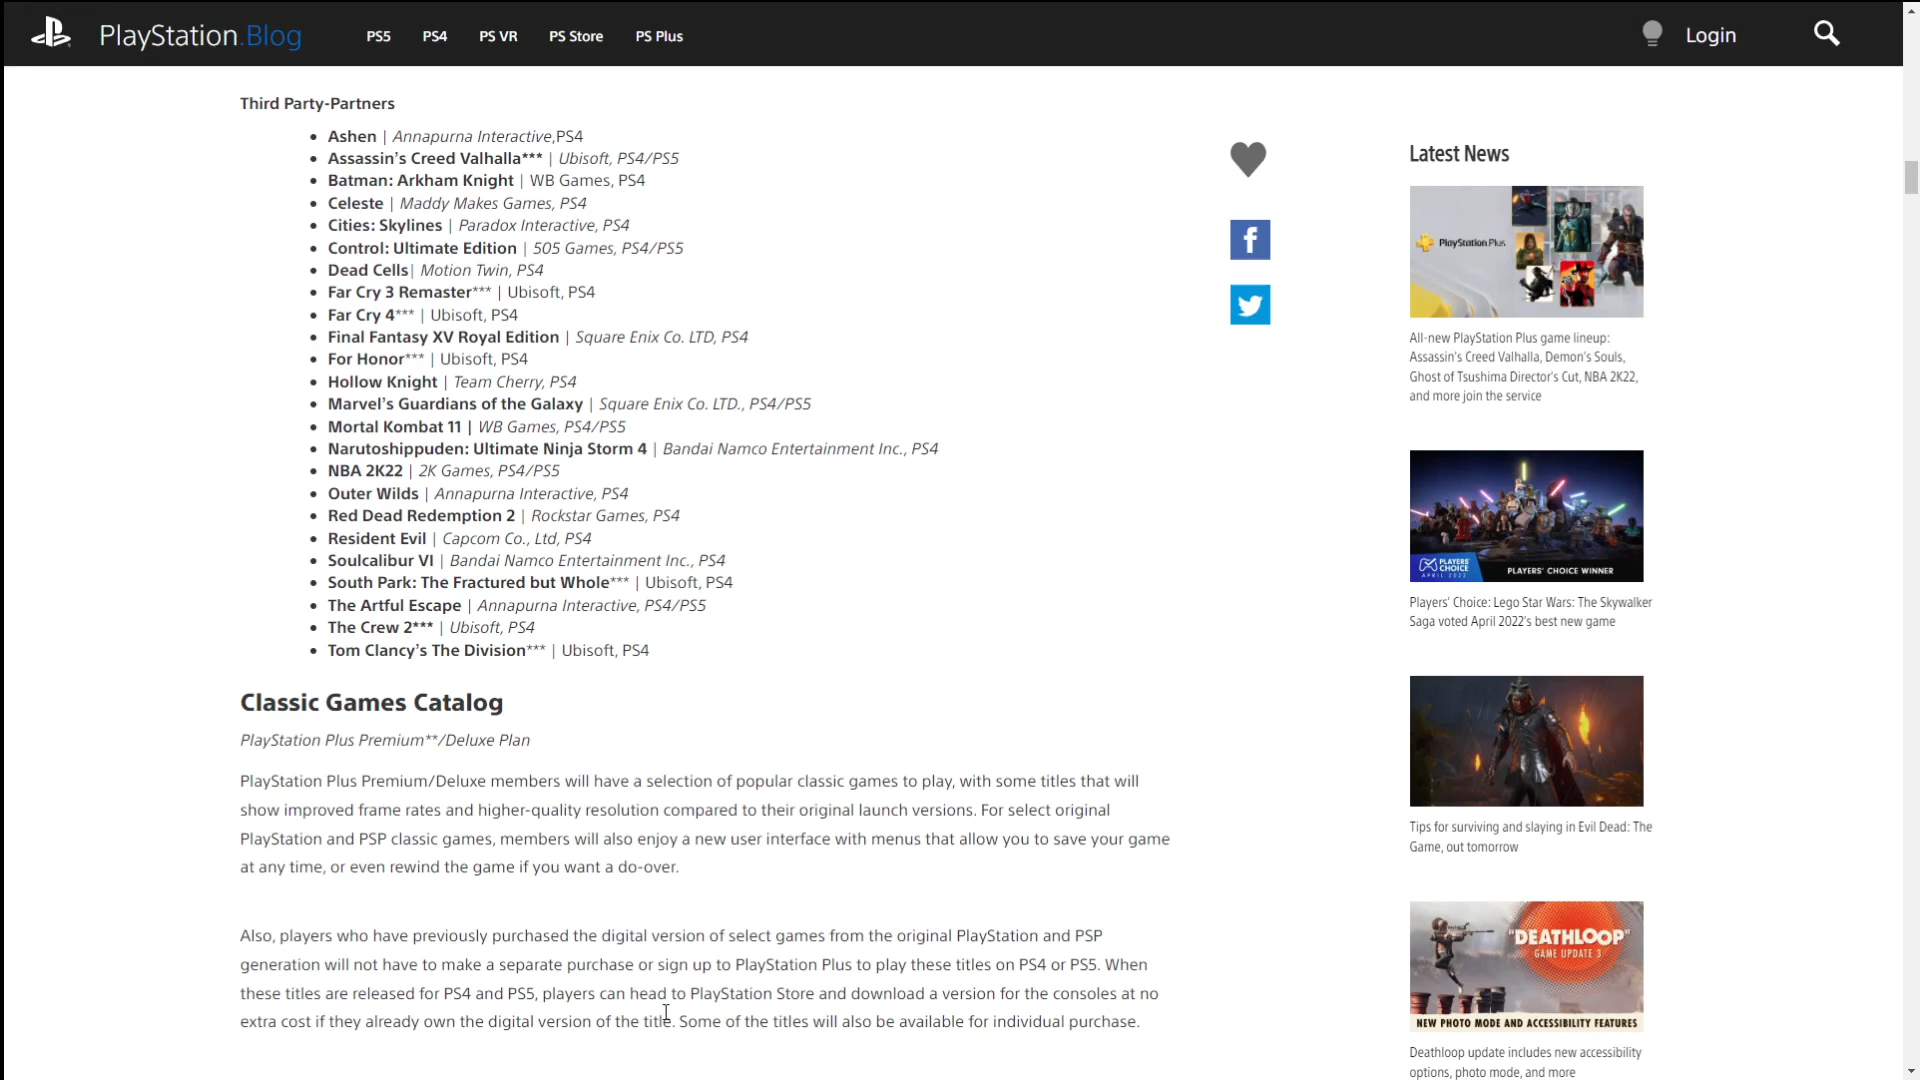 PlayStation.Blog
PS5
PS4
PS VR
PS Store
PS Plus
Login
Third Party-Partners
Ashen | Annapurna Interactive,PS4
Assassin’s Creed Valhalla*** | Ubisoft, PS4/PS5
Batman: Arkham Knight | WB Games, PS4
Celeste | Maddy Makes Games, PS4
Cities: Skylines | Paradox Interactive, PS4
Control: Ultimate Edition | 505 Games, PS4/PS5
Dead Cells| Motion Twin, PS4
Far Cry 3 Remaster*** | Ubisoft, PS4
Far Cry 4*** | Ubisoft, PS4
Final Fantasy XV Royal Edition | Square Enix Co. LTD, PS4
For Honor*** | Ubisoft, PS4
Hollow Knight | Team Cherry, PS4
Marvel’s Guardians of the Galaxy | Square Enix Co. LTD., PS4/PS5
Mortal Kombat 11 | WB Games, PS4/PS5
Narutoshippuden: Ultimate Ninja Storm 4 | Bandai Namco Entertainment Inc., PS4
NBA 2K22 | 2K Games, PS4/PS5
Outer Wilds | Annapurna Interactive, PS4
Red Dead Redemption 2 | Rockstar Games, PS4
Resident Evil | Capcom Co., Ltd, PS4
Soulcalibur VI | Bandai Namco Entertainment Inc., PS4
South Park: The Fractured but Whole*** | Ubisoft, PS4
The Artful Escape | Annapurna Interactive, PS4/PS5
The Crew 2*** | Ubisoft, PS4
Tom Clancy’s The Division*** | Ubisoft, PS4
Classic Games Catalog
PlayStation Plus Premium**/Deluxe Plan
PlayStation Plus Premium/Deluxe members will have a selection of popular classic games to play, with some titles that will
show improved frame rates and higher-quality resolution compared to their original launch versions. For select original
PlayStation and PSP classic games, members will also enjoy a new user interface with menus that allow you to save your game
at any time, or even rewind the game if you want a do-over.
Also, players who have previously purchased the digital version of select games from the original PlayStation and PSP
generation will not have to make a separate purchase or sign up to PlayStation Plus to play these titles on PS4 or PS5. When
these titles are released for PS4 and PS5, players can head to PlayStation Store and download a version for the consoles at no
extra cost if they already own the digital version of the title. Some of the titles will also be available for individual purchase.
Latest News
PlayStation.Plus
All-new PlayStation Plus game lineup:
Assassin’s Creed Valhalla, Demon’s Souls,
Ghost of Tsushima Director’s Cut, NBA 2K22,
and more join the service
PLAYERS'
CHOICE
APRIL 2022
PLAYERS' CHOICE WINNER
Players’ Choice: Lego Star Wars: The Skywalker
Saga voted April 2022’s best new game
Tips for surviving and slaying in Evil Dead: The
Game, out tomorrow
"DEATHLOOP"
GAME UPDATE 3
NEW PHOTO MODE AND ACCESSIBILITY FEATURES
Deathloop update includes new accessibility
options, photo mode, and more